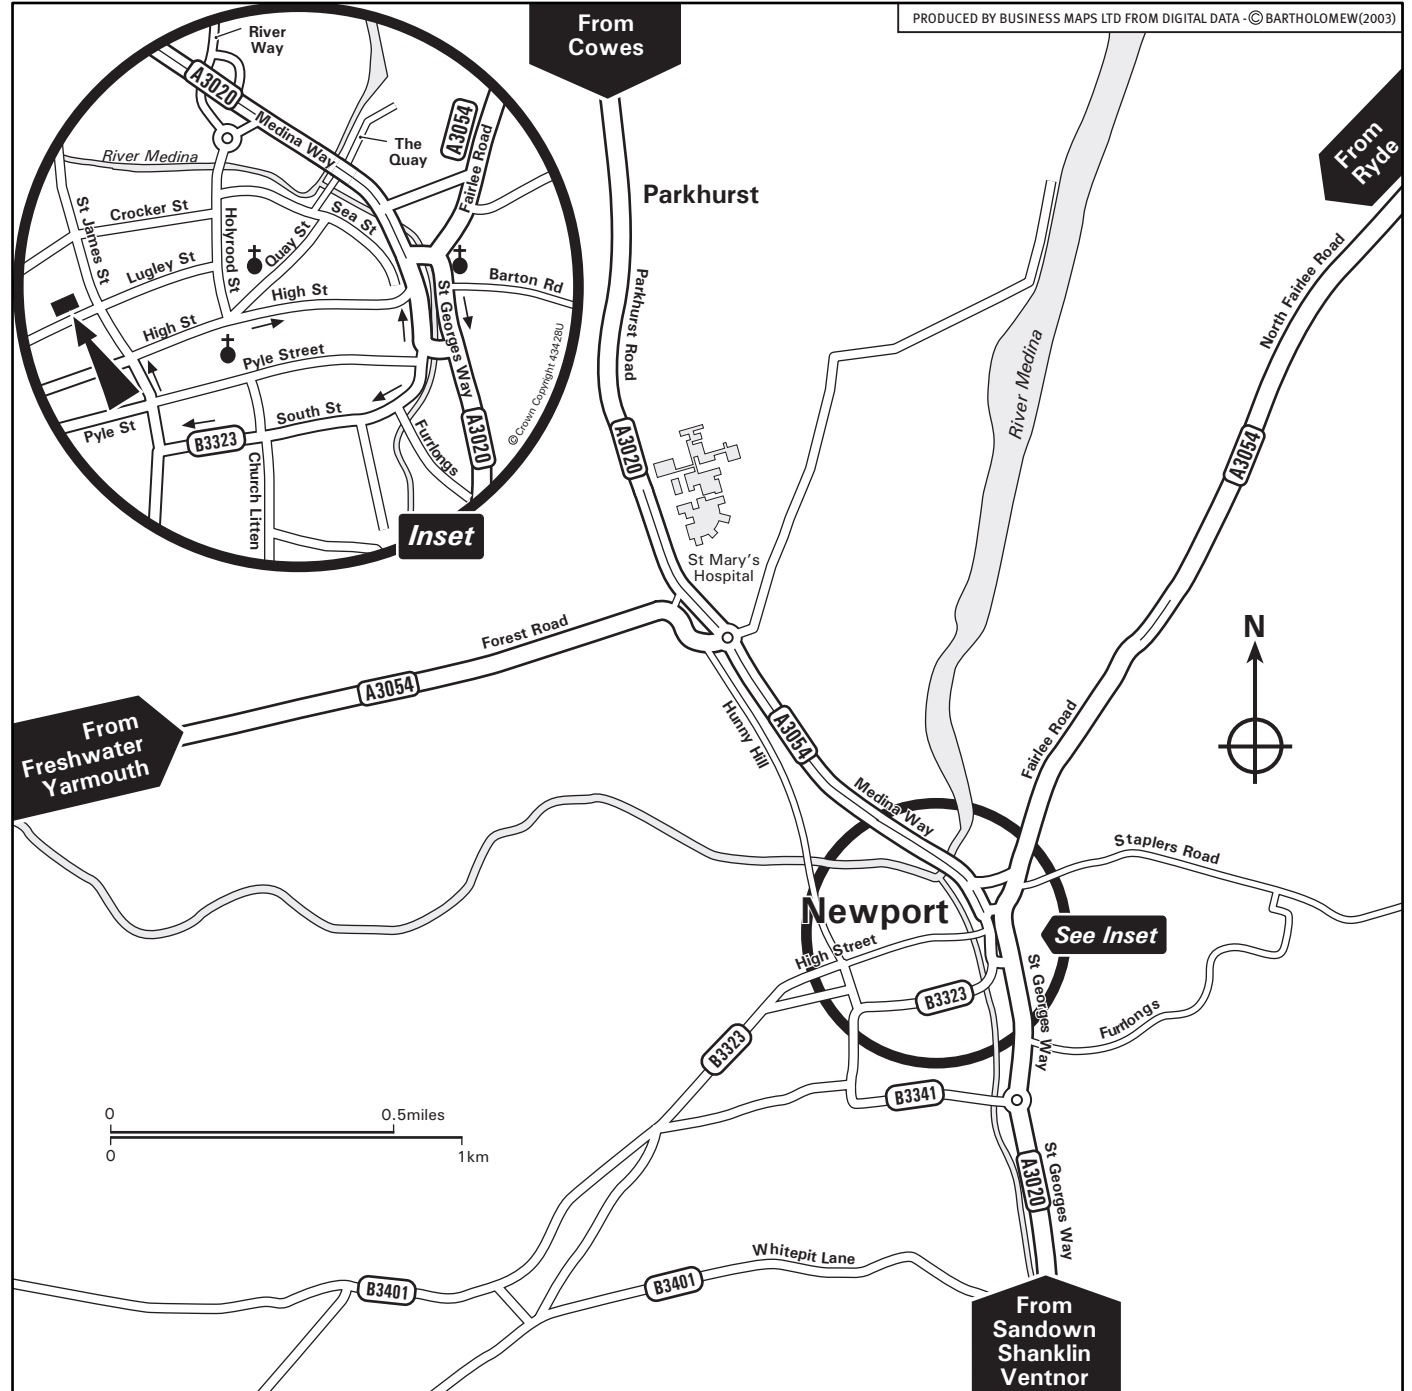 PRODUCED BY BUSINESS MAPS LTD FROM DIGITAL DATA - © BARTHOLOMEW(2003)
From
Cowes
From
Ryde
River
Way
A3020
Medina Way
The
Quay
A3054
Fairlee Road
River Medina
St James St
Crocker St
Holyrood St
Quay St
Sea St
Lugley St
High St
High St
Barton Rd
St Georges Way
Pyle Street
Pyle St
South St
B3323
Church Litten
Furrlongs
A3020
© Crown Copyright 43428U
Inset
Parkhurst
Parkhurst Road
A3020
River Medina
North Fairlee Road
A3054
St Mary's
Hospital
Forest Road
A3054
N
From
Freshwater
Yarmouth
Hunny Hill
A3054
Medina Way
Fairlee Road
Staplers Road
Newport
See Inset
High Street
B3323
St Georges Way
Furrlongs
B3323
B3341
0 0.5miles
0 1km
St Georges Way
A3020
Whitepit Lane
B3401
B3401
From
Sandown
Shanklin
Ventnor